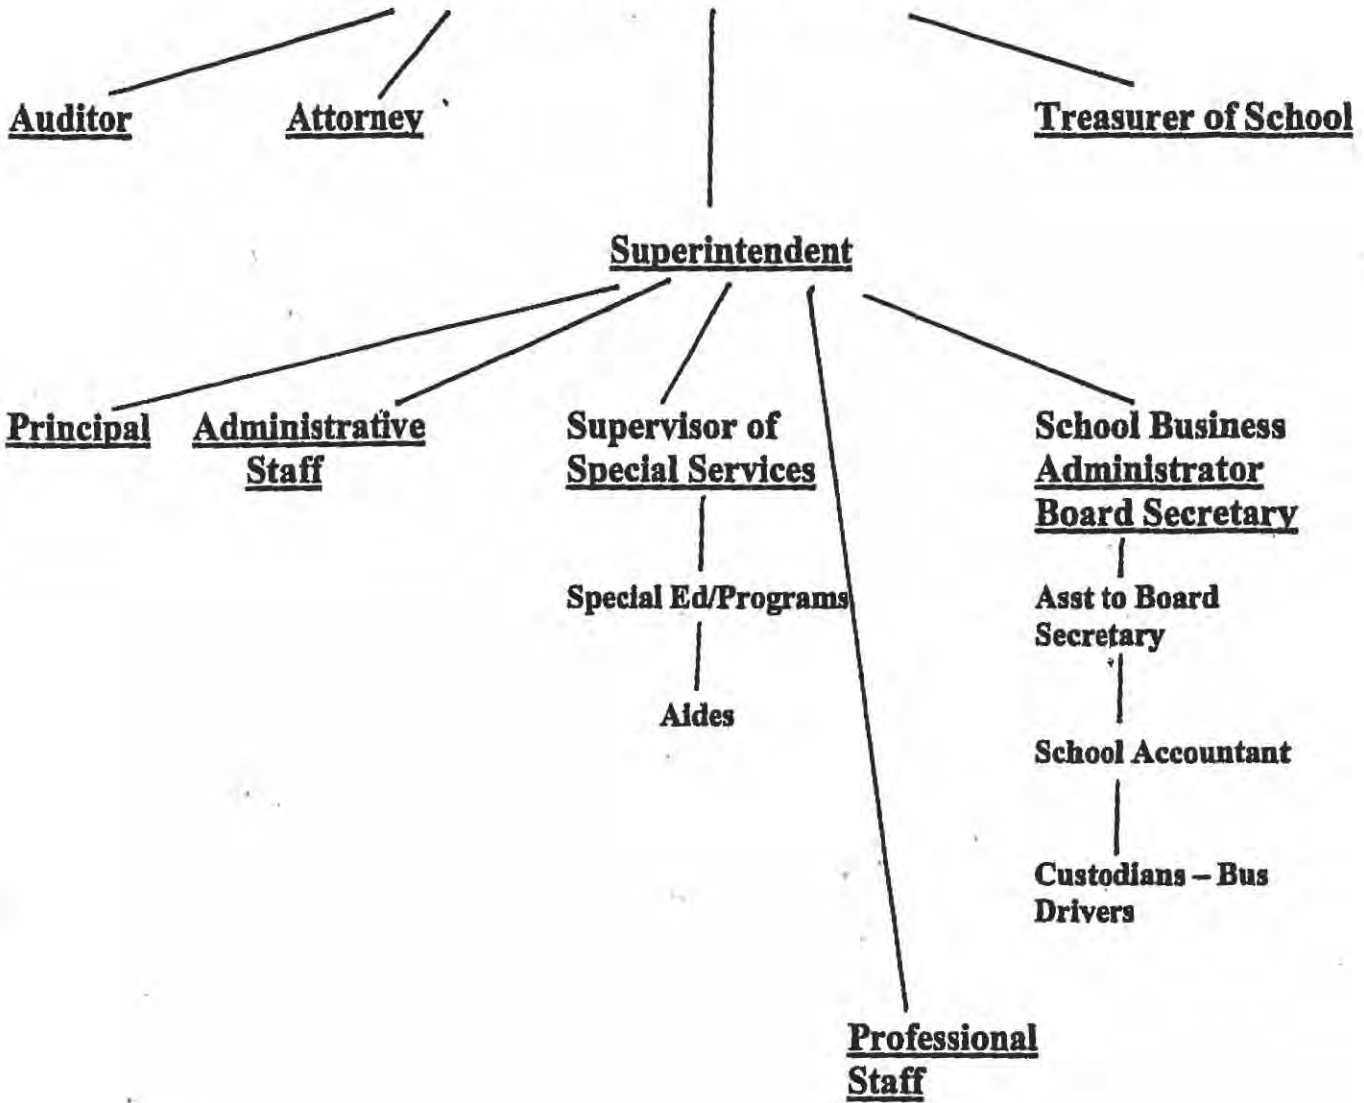 Auditor
Attorney
Treasurer of School
Superintendent
Principal
Administrative
Staff
Supervisor of
Special Services
School Business
Administrator
Board Secretary
Special Ed/Programs
Asst to Board
Secretary
Aides
School Accountant
Custodians – Bus
Drivers
Professional
Staff